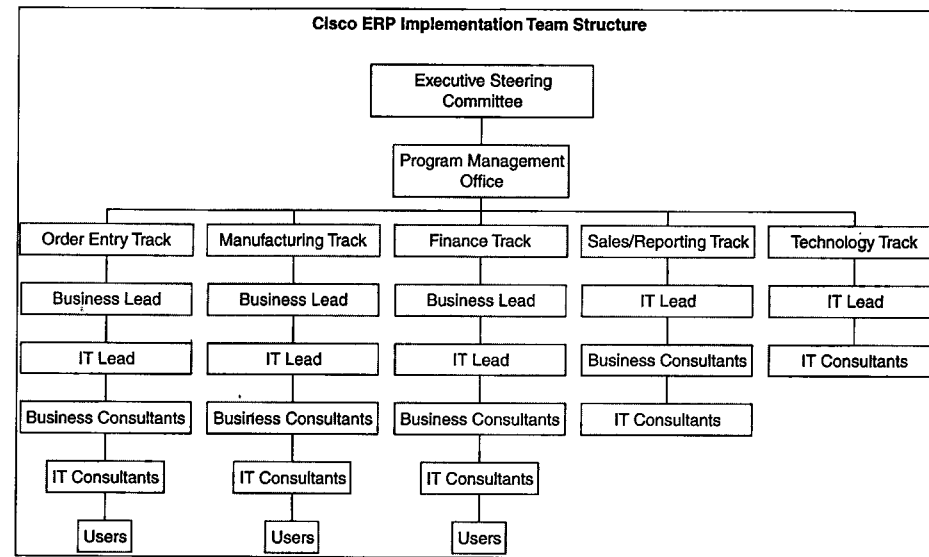 Cisco ERP Implementation Team Structure
Executive Steering
Committee
Program Management
Office
Order Entry Track
Manufacturing Track
Finance Track
Sales/Reporting Track
Technology Track
Business Lead
Business Lead
Business Lead
IT Lead
IT Lead
IT Lead
IT Lead
IT Lead
Business Consultants
IT Consultants
Business Consultants
Business Consultants
Business Consultants
IT Consultants
IT Consultants
IT Consultants
IT Consultants
Users
Users
Users